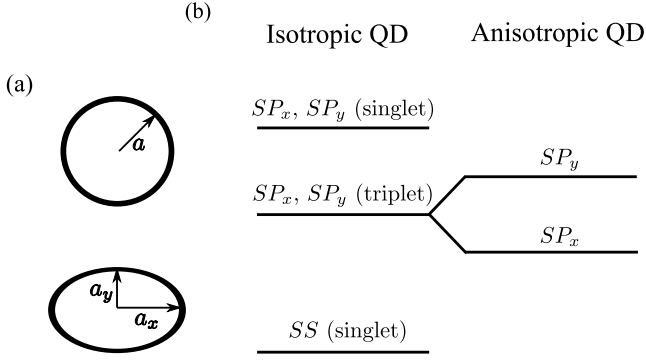 (b)
Isotropic QD
Anisotropic QD
(a)
a
a_y
a_x
SP_x, SP_y (singlet)
SP_x, SP_y (triplet)
SP_y
SP_x
SS (singlet)